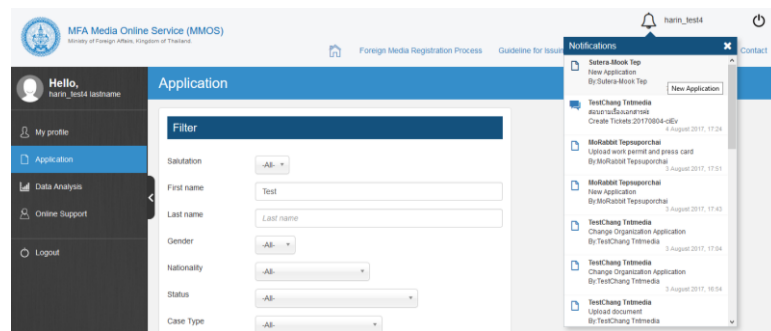 MFA Media Online Service (MMOS)
Ministry of Foreign Affairs, Kingdom of Thailand.
harin_test4
Foreign Media Registration Process
Guideline for Issuin
Contact
Hello,
harin_test4 lastname
My profile
Application
Data Analysis
Online Support
Logout
Application
Filter
Salutation
-All-
First name
Test
Last name
Last name
Gender
-All-
Nationality
-All-
Status
-All-
Case Type
-All-
Notifications
Sutera-Mook Tep
New Application
By:Sutera-Mook Tep
New Application
TestChang Tntmedia
สอบถามเรื่องเอกสารค่ะ
Create Tickets:20170804-ciEv
4 August 2017, 17:24
MoRabbit Tepsuporchai
Upload work permit and press card
By:MoRabbit Tepsuporchai
3 August 2017, 17:51
MoRabbit Tepsuporchai
New Application
By:MoRabbit Tepsuporchai
3 August 2017, 17:43
TestChang Tntmedia
Change Organization Application
By:TestChang Tntmedia
3 August 2017, 17:04
TestChang Tntmedia
Change Organization Application
By:TestChang Tntmedia
3 August 2017, 16:04
TestChang Tntmedia
Upload document
By:TestChang Tntmedia